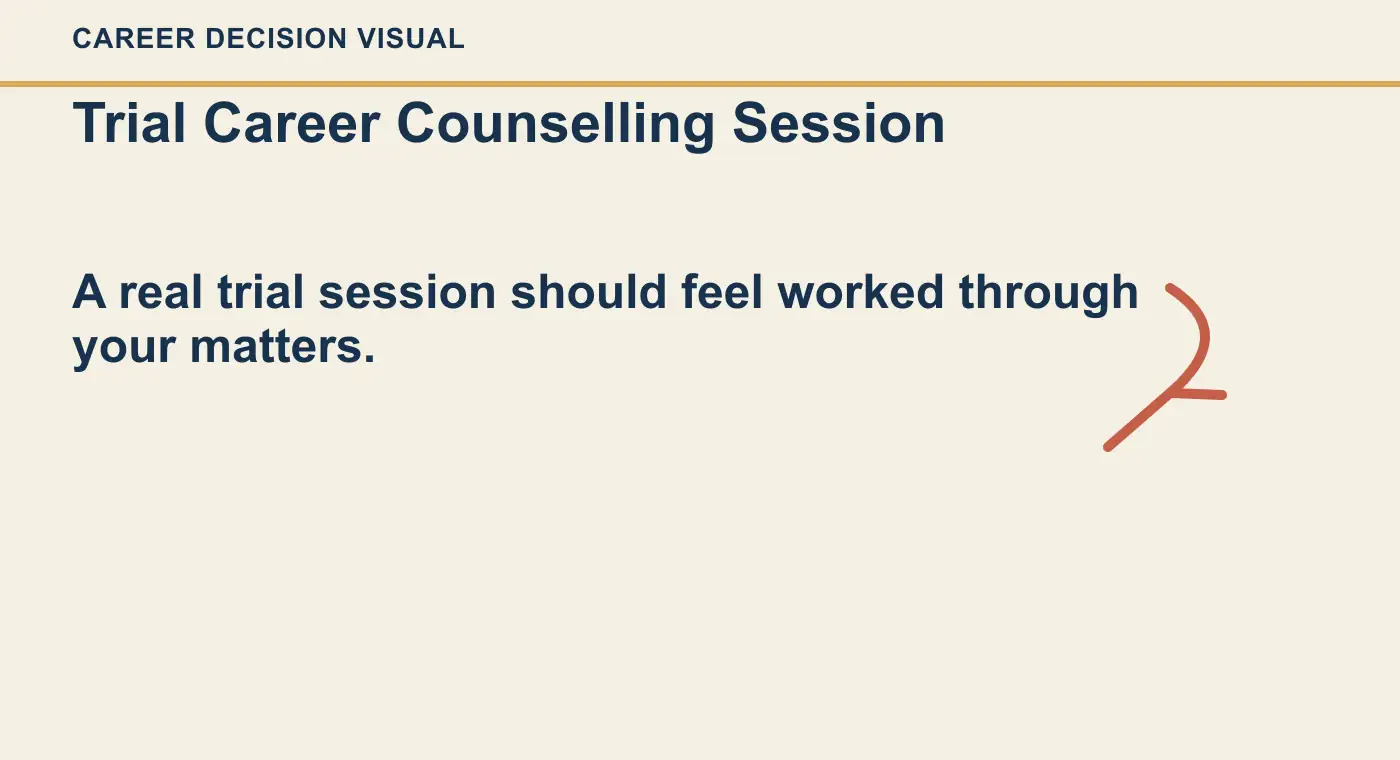 CAREER DECISION VISUAL
Trial Career Counselling Session
A real trial session should feel worked through
your matters.